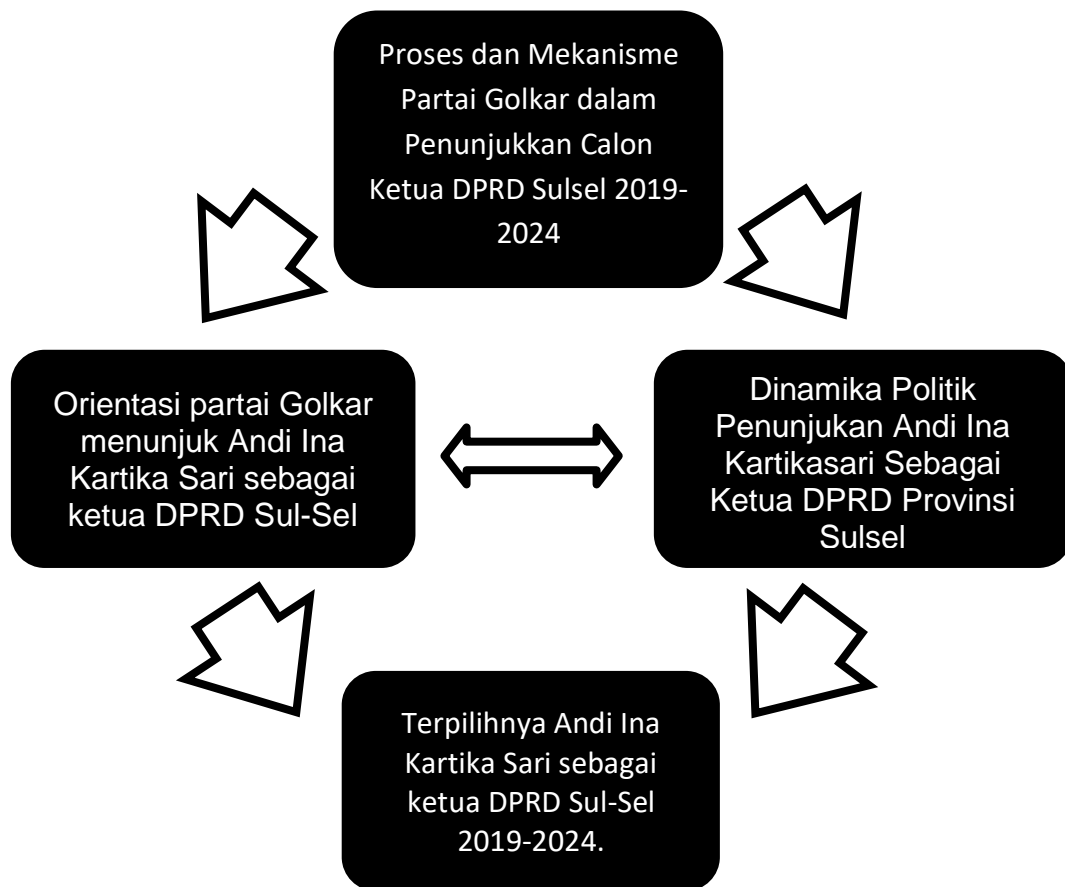 Proses dan Mekanisme
Partai Golkar dalam
Penunjukkan Calon
Ketua DPRD Sulsel 2019-
2024
Orientasi partai Golkar
menunjuk Andi Ina
Kartika Sari sebagai
ketua DPRD Sul-Sel
Dinamika Politik
Penunjukan Andi Ina
Kartikasari Sebagai
Ketua DPRD Provinsi
Sulsel
Terpilihnya Andi Ina
Kartika Sari sebagai
ketua DPRD Sul-Sel
2019-2024.